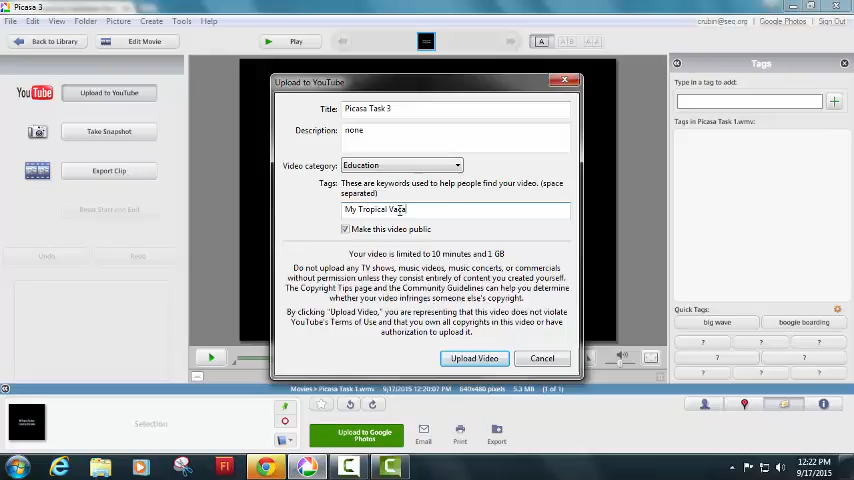 Picasa 3
File Edit View Folder Picture Create Tools Help
crubin@seq.org Google Photos Sign Out
Back to Library
Edit Movie
Play
A AB AA
Tags
YouTube Upload to YouTube
Take Snapshot
Export Clip
Reset Start and End
Undo Redo
Upload to YouTube
Title: Picasa Task 3
Description: none
Video category: Education
Tags: These are keywords used to help people find your video. (space
separated)
My Tropical Vaca
Make this video public
Your video is limited to 10 minutes and 1 GB
Do not upload any TV shows, music videos, music concerts, or commercials
without permission unless they consist entirely of content you created yourself.
The Copyright Tips page and the Community Guidelines can help you determine
whether your video infringes someone else's copyright.
By clicking "Upload Video," you are representing that this video does not violate
YouTube's Terms of Use and that you own all copyrights in this video or have
authorization to upload it.
Upload Video Cancel
Type in a tag to add:
Tags in Picasa Task 1.wmv:
Quick Tags:
big wave boogie boarding
? ? ?
? ?
? ? ?
Movies > Picasa Task 1.wmv 9/17/2015 12:20:07 PM 640x480 pixels 5.3 MB (1 of 1)
Selection
Upload to Google
Photos
Email Print Export
12:22 PM
9/17/2015